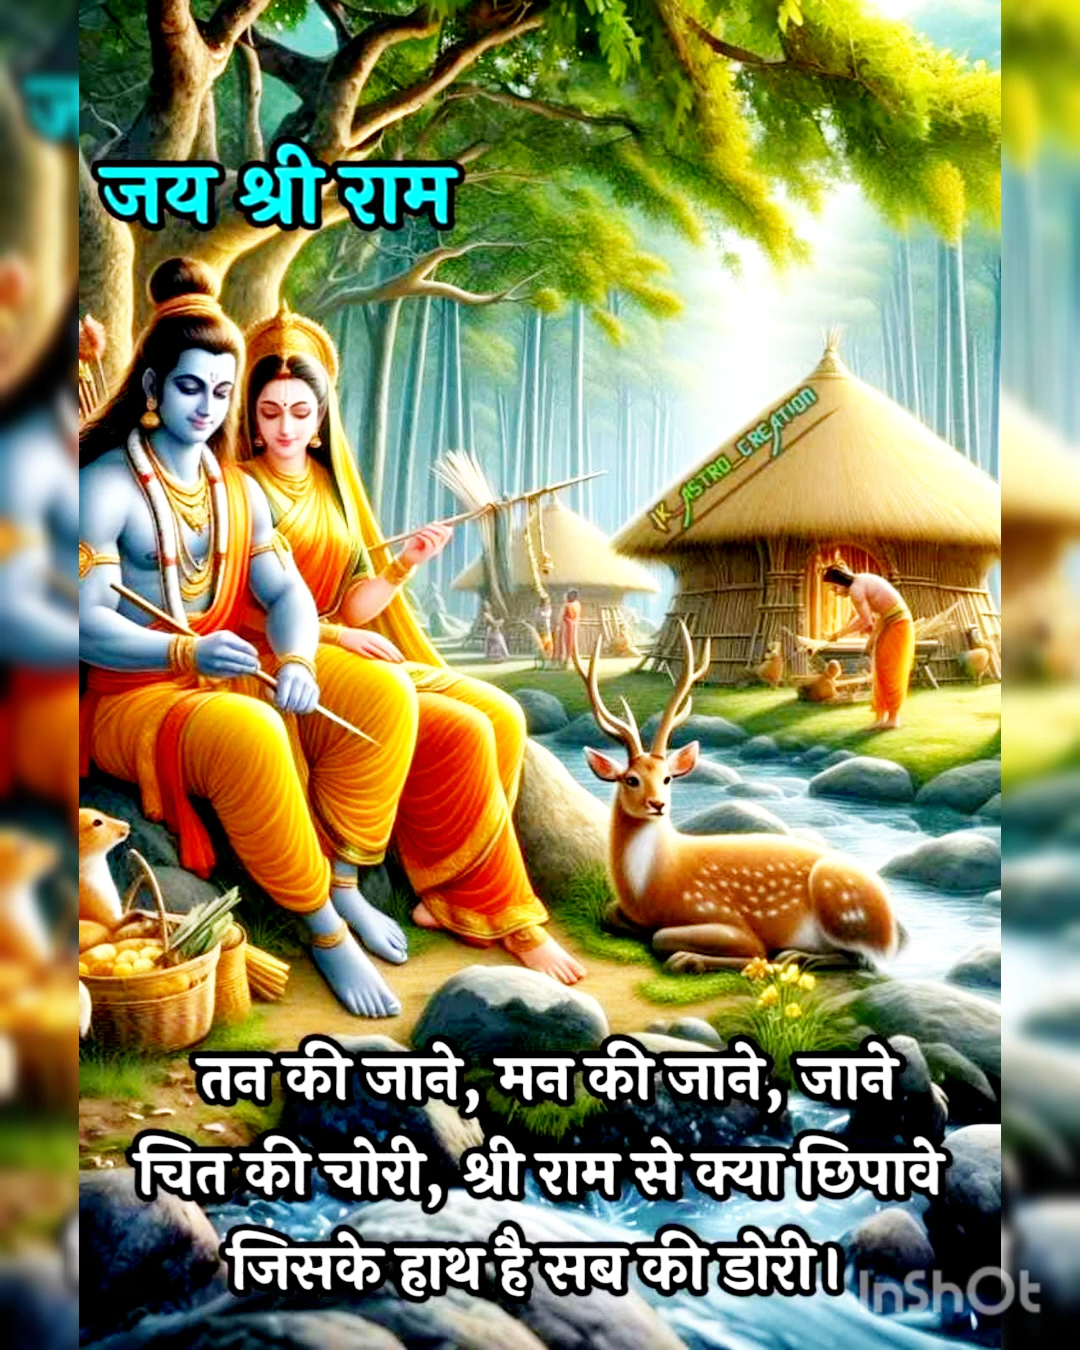 जय श्री राम
JK_ASTRO_CREATION
तन की जाने, मन की जाने, जाने
चित की चोरी, श्री राम से क्या छिपावे
जिसके हाथ है सब की डोरी।
InShOt